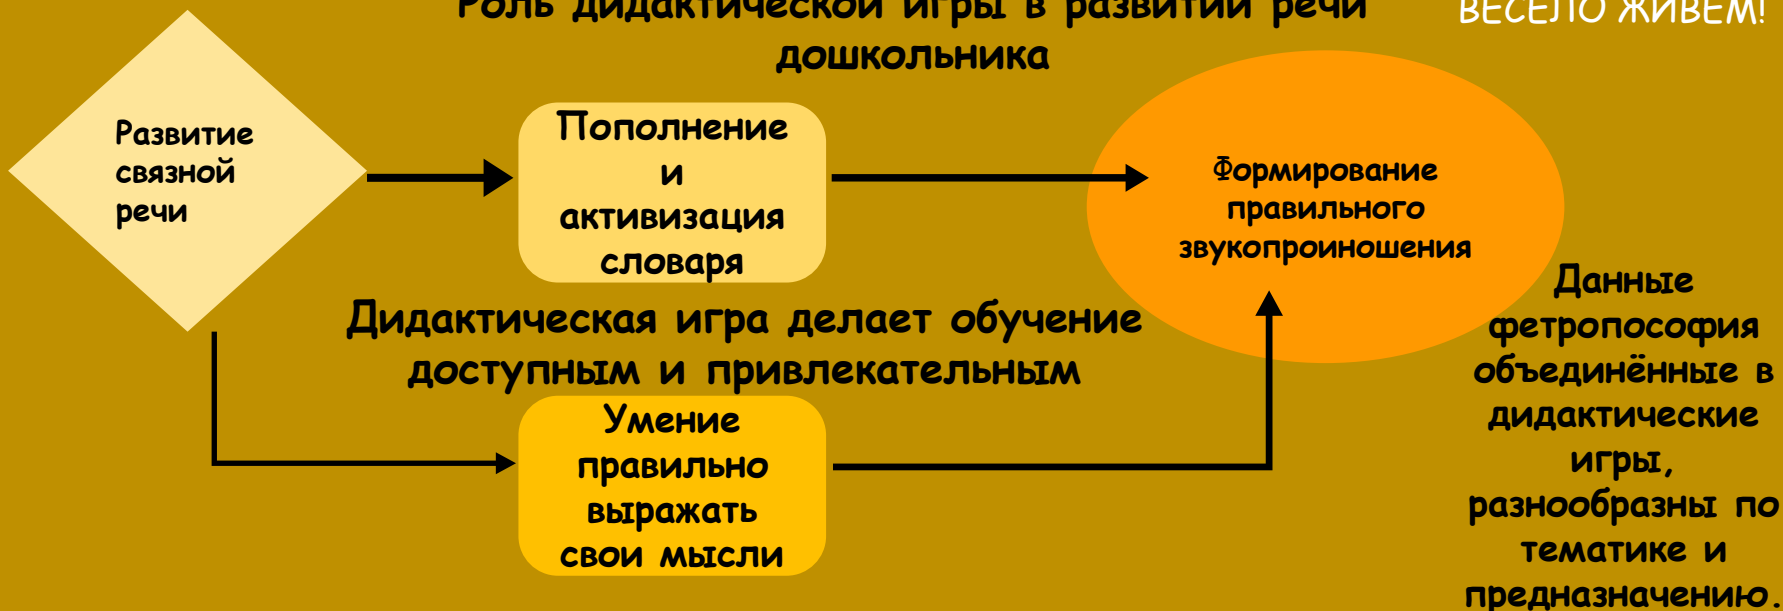 Роль дидактической игры в развитии речи
дошкольника
ВЕСЕЛО ЖИВЕМ!
Развитие
связной
речи
Пополнение
и
активизация
словаря
Формирование
правильного
звукопроиношения
Дидактическая игра делает обучение
доступным и привлекательным
Умение
правильно
выражать
свои мысли
Данные
фетропософия
объединённые в
дидактические
игры,
разнообразны по
тематике и
предназначению.